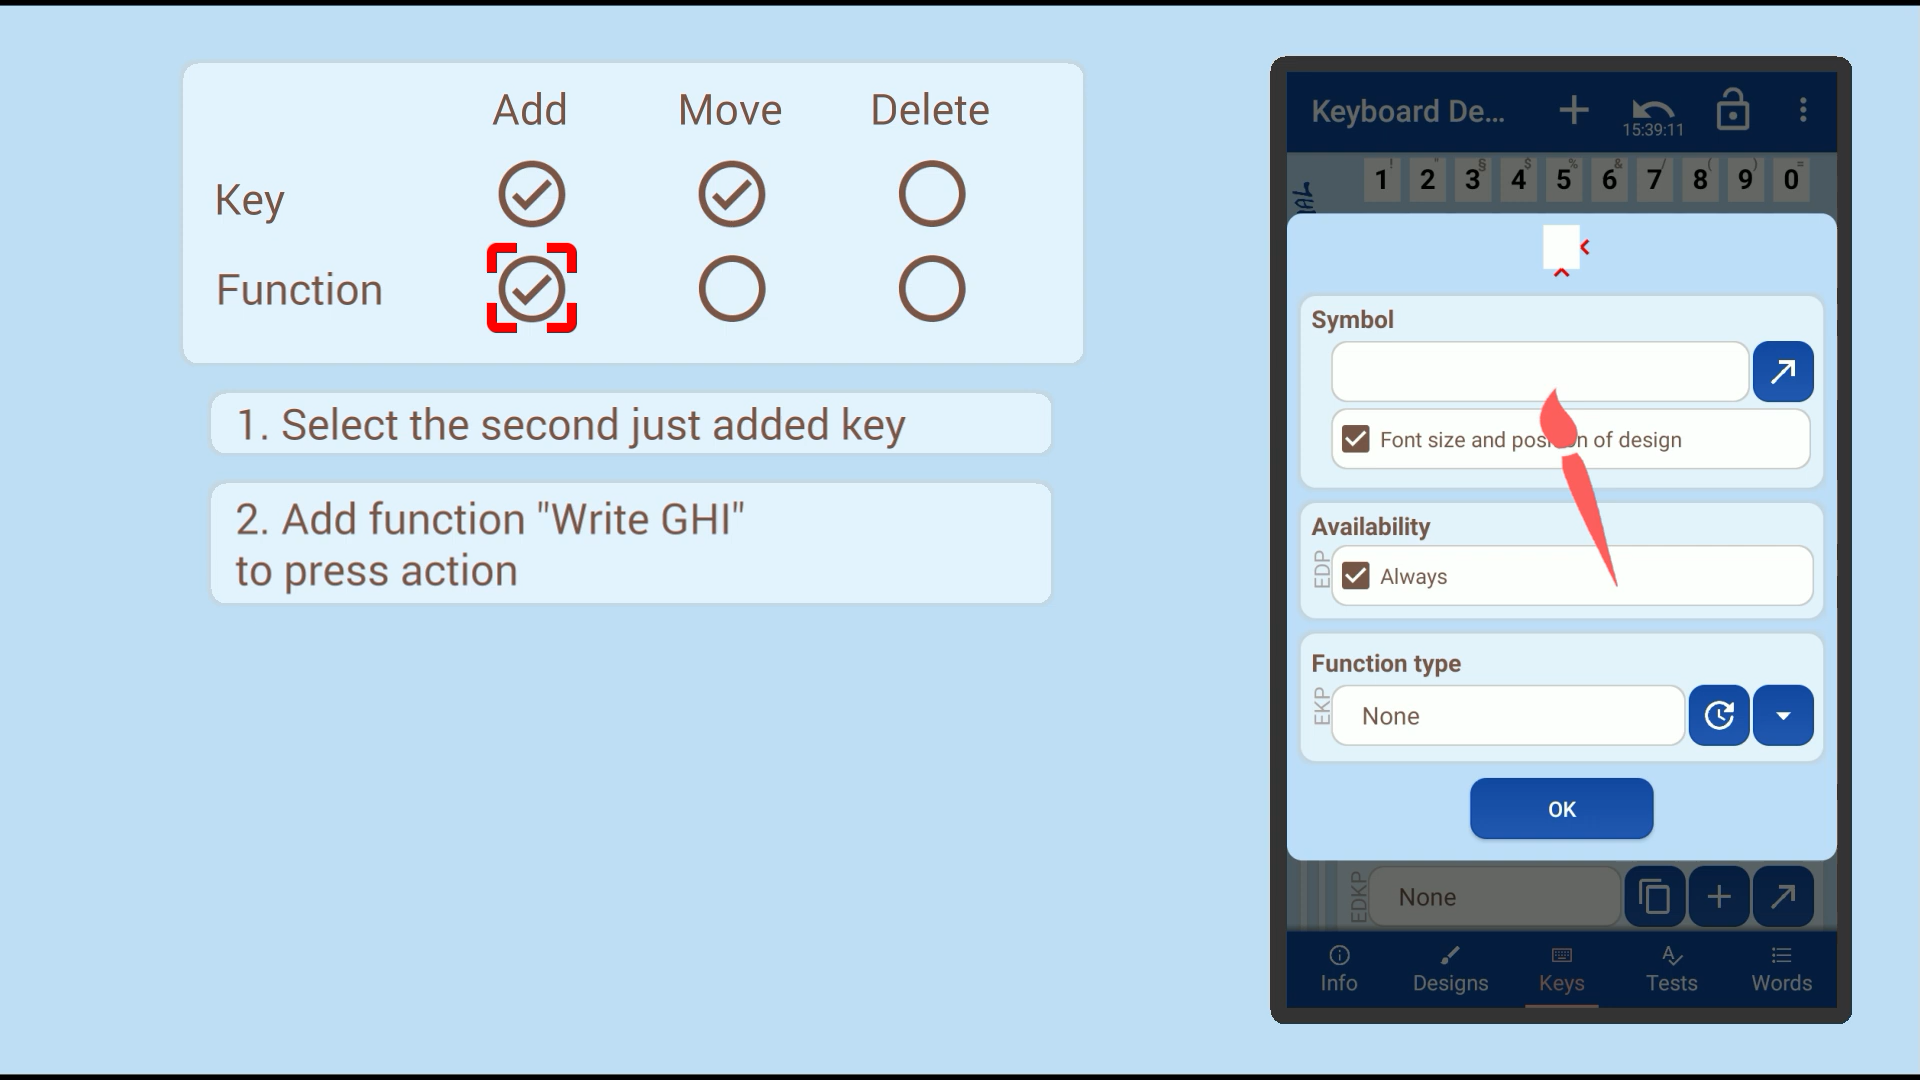 Add Move Delete
Key
Function
1. Select the second just added key
2. Add function "Write GHI"
to press action
Keyboard De...
15:39:11
1 ! 2 " 3 § 4 $ 5 % 6 & 7 / 8 ( 9 ) 0 =
Symbol
Font size and pos of design
Availability
EDP
Always
Function type
EKP
None
OK
EDKP
None
Info Designs Keys Tests Words